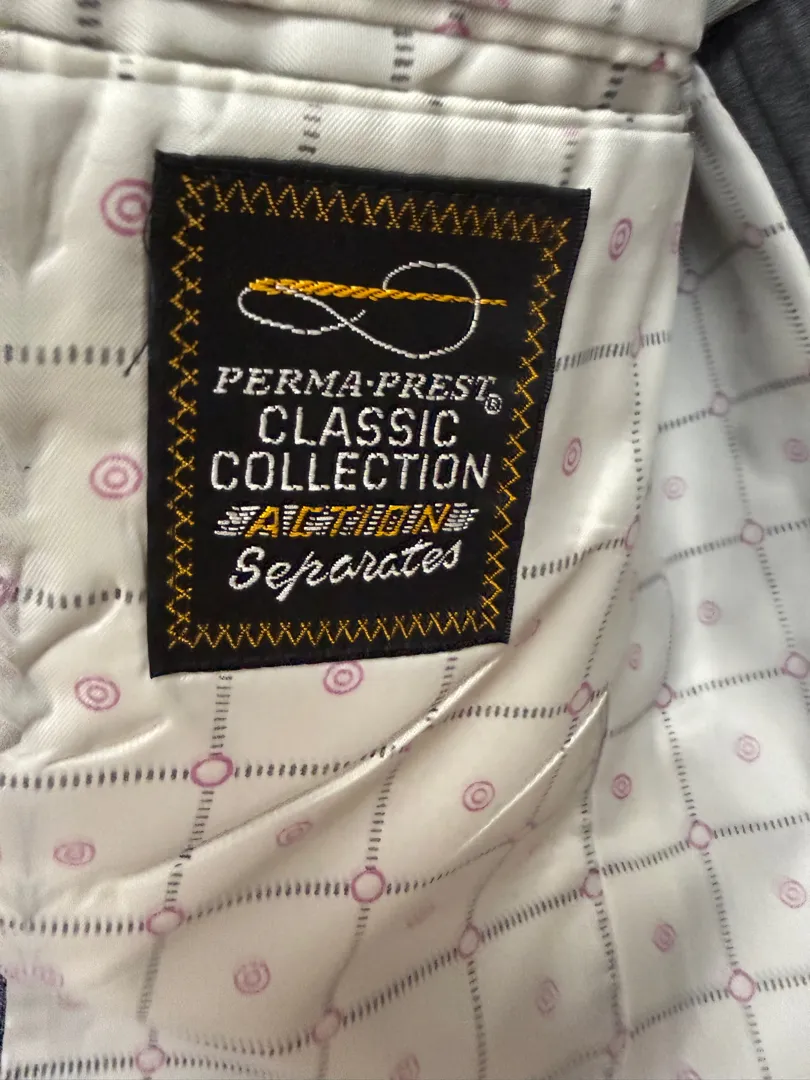 PERMA·PREST®
CLASSIC
COLLECTION
ACTION
Separates